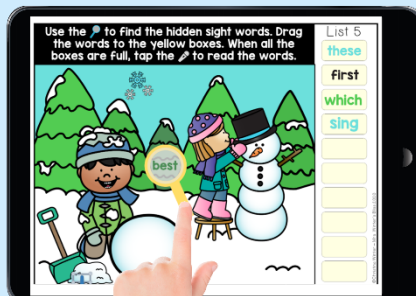 Use the to find the hidden sight words. Drag
the words to the yellow boxes. When all the
boxes are full, tap the to read the words.
List 5
these
first
which
sing
best